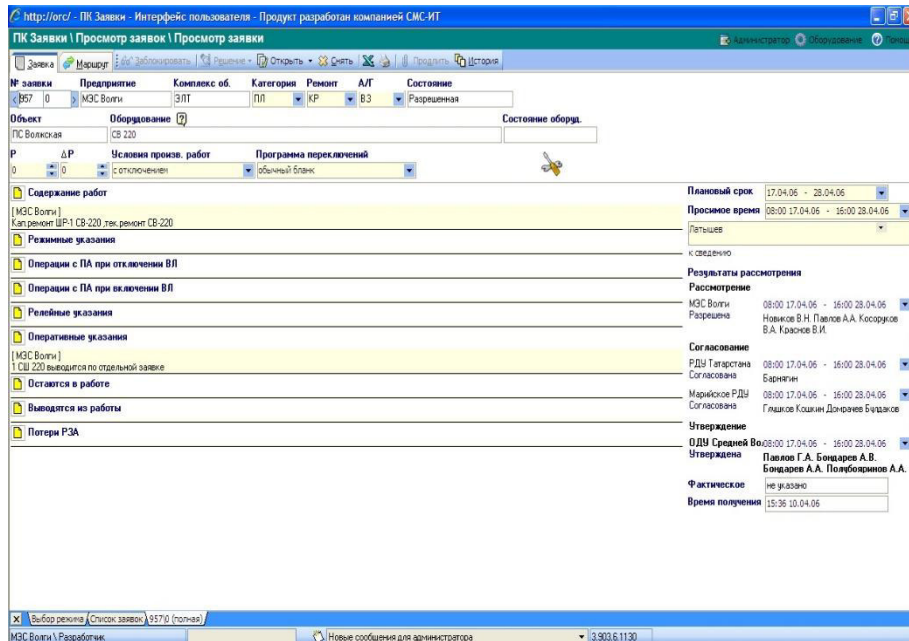 http://orc/ - ПК Заявки - Интерфейс пользователя - Продукт разработан компанией СМС-ИТ
ПК Заявки \ Просмотр заявок \ Просмотр заявки
Администратор Оборудование Помощь
Заявка Маршрут Заблокировать Решение Открыть Снять Продлить История
№ заявки Предприятие Комплекс об. Категория Ремонт А/Г Состояние
957 0 МЭС Волги ЭЛТ ПЛ КР В3 Разрешенная
Объект Оборудование [?] Состояние оборуд.
ПС Волжская СВ 220
P ΔP Условия произв. работ Программа переключений
0 0 с отключением обычный бланк
Содержание работ
[ МЭС Волги ]
Кап.ремонт ШР-1 СВ-220 ,тек.ремонт СВ-220
Режимные указания
Операции с ПА при отключении ВЛ
Операции с ПА при включении ВЛ
Релейные указания
Оперативные указания
[ МЭС Волги ]
1 СШ 220 выводится по отдельной заявке
Остаются в работе
Выводятся из работы
Потери РЗА
Плановый срок 17.04.06 - 28.04.06
Просимое время 08:00 17.04.06 - 16:00 28.04.06
Латышев
к сведению
Результаты рассмотрения
Рассмотрение
МЭС Волги 08:00 17.04.06 - 16:00 28.04.06
Разрешена Новиков В.Н. Павлов А.А. Косоруков
В.А. Краснов В.И.
Согласование
РДУ Татарстана 08:00 17.04.06 - 16:00 28.04.06
Согласована Барнягин
Марийское РДУ 08:00 17.04.06 - 16:00 28.04.06
Согласована Глушков Кошкин Домрачев Булдаков
Утверждение
ОДУ Средней Во 08:00 17.04.06 - 16:00 28.04.06
Утверждена Павлов Г.А. Бондарев А.В.
Бондарев А.А. Полубояринов А.А.
Фактическое не указано
Время получения 15:36 10.04.06
X Выбор режима Список заявок 957|0 (полная)
МЭС Волги \ Разработчик Новые сообщения для администратора 3.903.6.1130